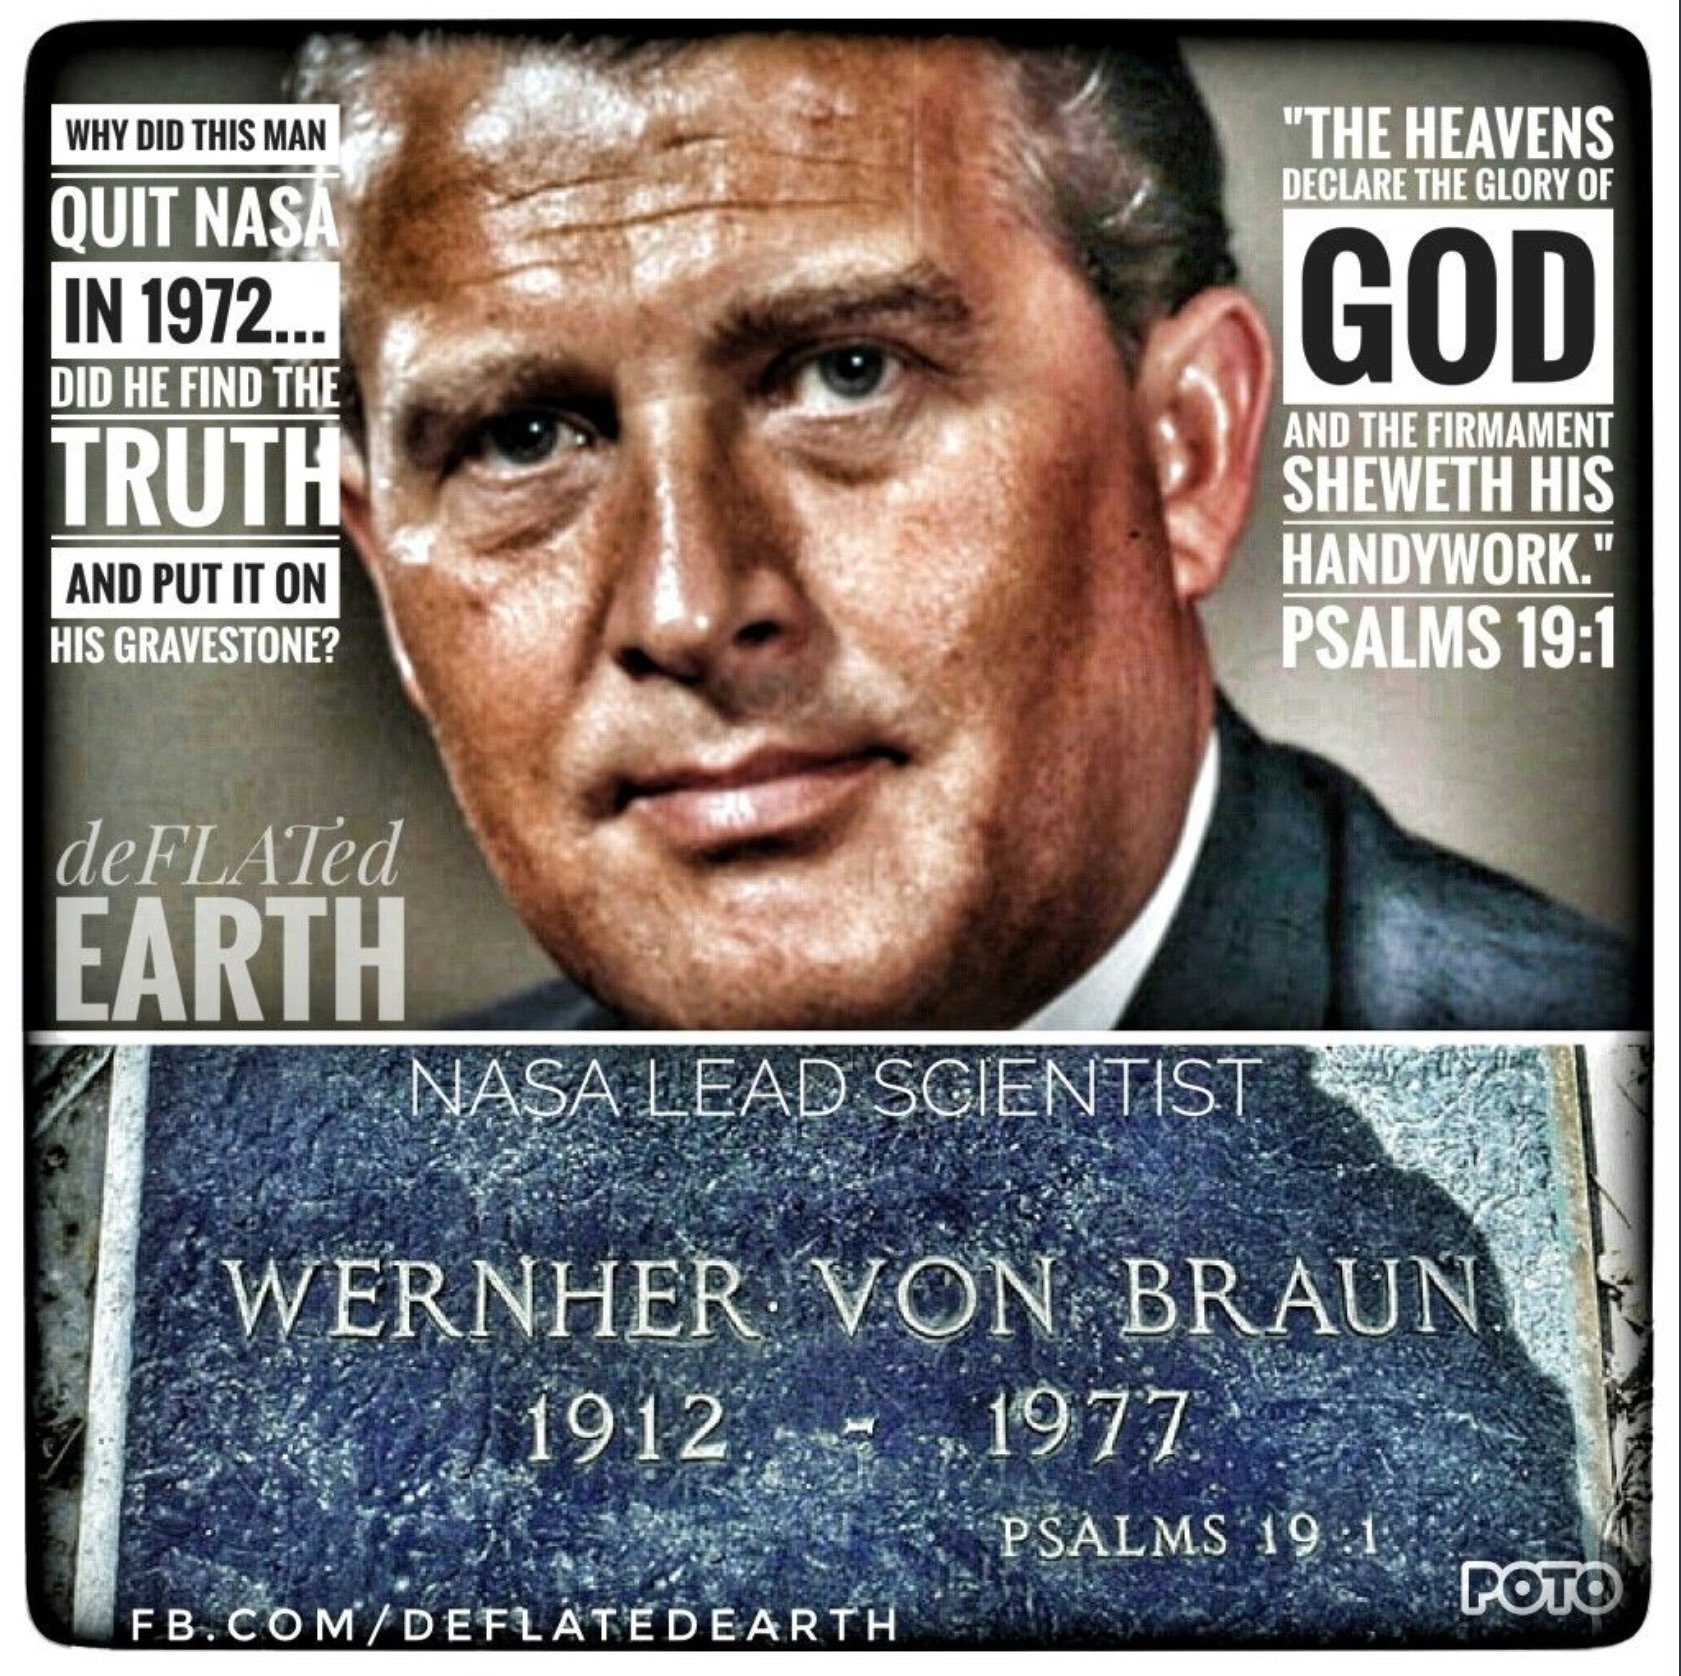 WHY DID THIS MAN
QUIT NASA
IN 1972...
DID HE FIND THE
TRUTH
AND PUT IT ON
HIS GRAVESTONE?
"THE HEAVENS
DECLARE THE GLORY OF
GOD
AND THE FIRMAMENT
SHEWETH HIS
HANDYWORK."
PSALMS 19:1
deFLATed
EARTH
NASA LEAD SCIENTIST
WERNHER VON BRAUN
1912 - 1977
PSALMS 19:1
POTO
FB.COM/DEFLATEDEARTH